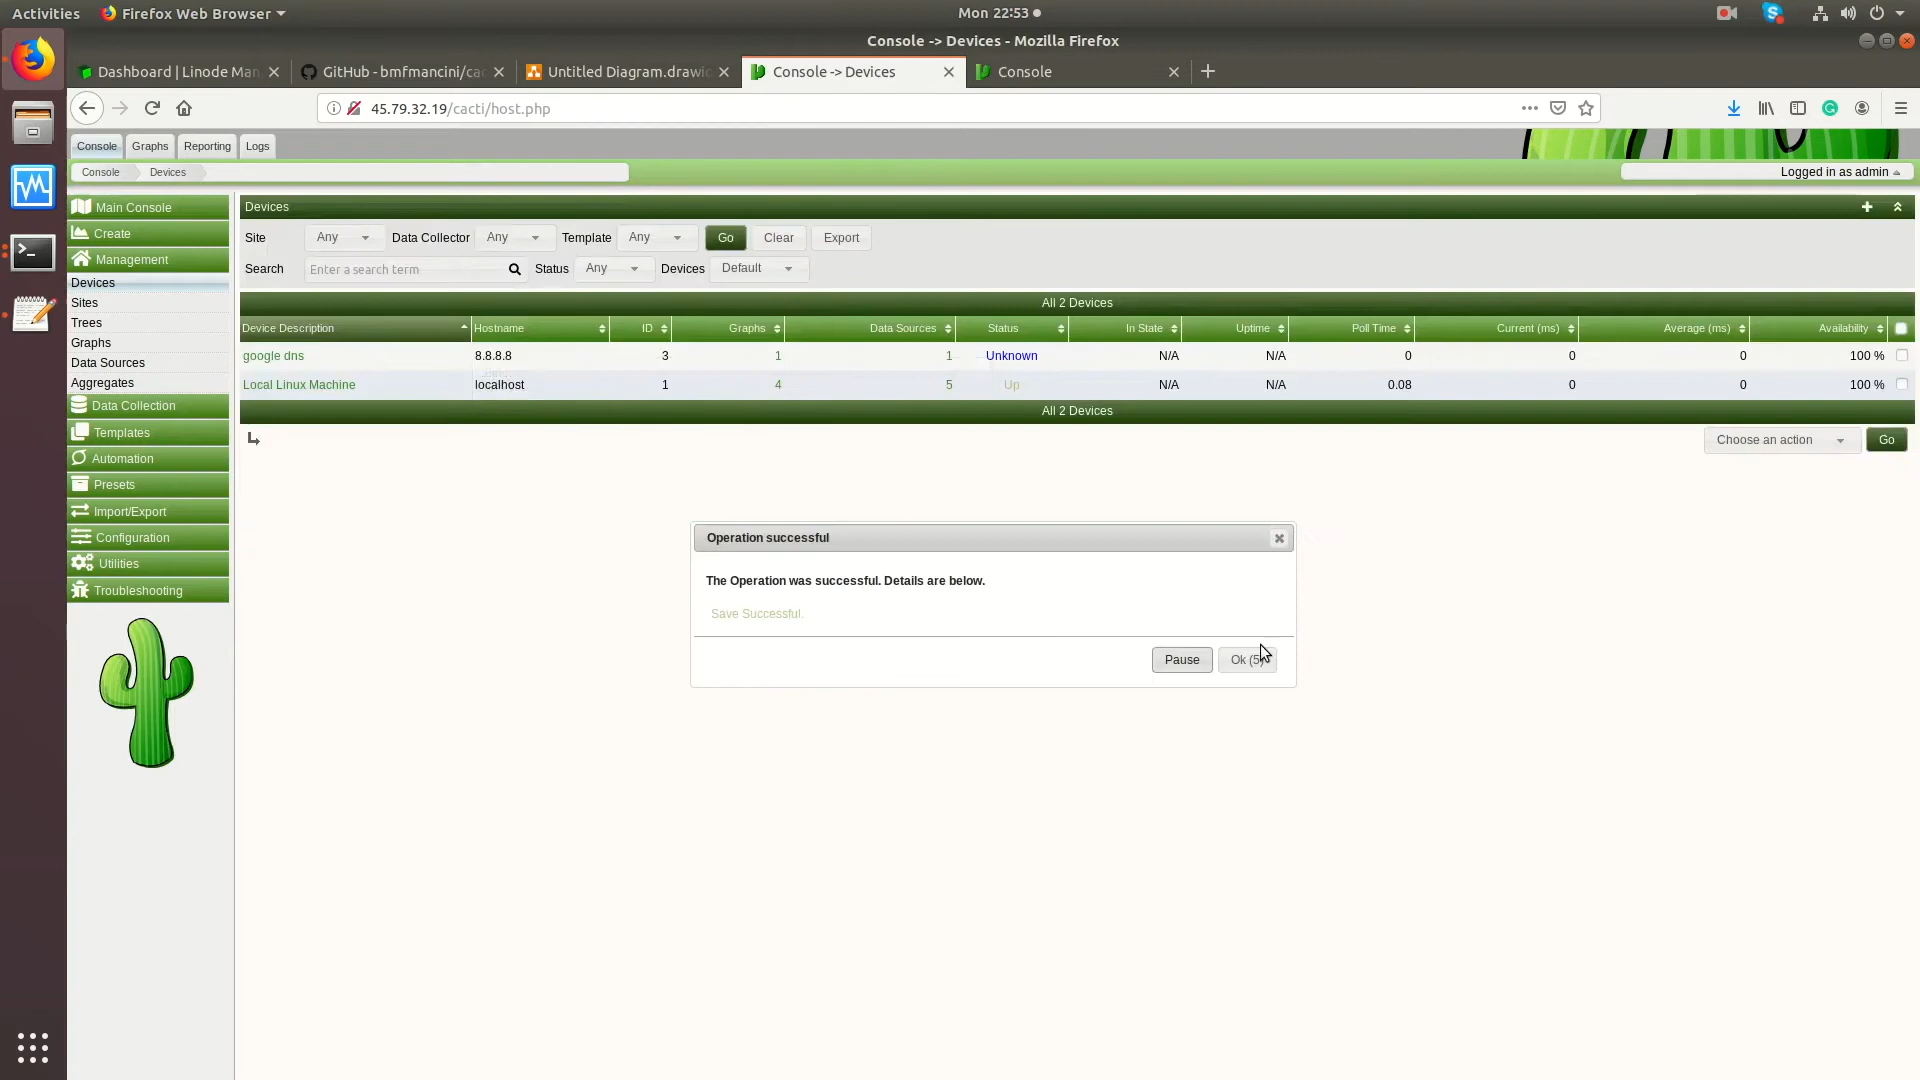 Activities
Firefox Web Browser
Mon 22:53
Console -> Devices - Mozilla Firefox
Dashboard | Linode Man
GitHub - bmfmancini/cac
Untitled Diagram.drawio
Console -> Devices
Console
45.79.32.19/cacti/host.php
Console
Graphs
Reporting
Logs
Console
Devices
Logged in as admin
Main Console
Create
Management
Devices
Sites
Trees
Graphs
Data Sources
Aggregates
Data Collection
Templates
Automation
Presets
Import/Export
Configuration
Utilities
Troubleshooting
Devices
Site Any Data Collector Any Template Any Go Clear Export
Search Enter a search term Status Any Devices Default
All 2 Devices
Device Description Hostname ID Graphs Data Sources Status In State Uptime Poll Time Current (ms) Average (ms) Availability
google dns 8.8.8.8 3 1 1 Unknown N/A N/A 0 0 0 100 %
Local Linux Machine localhost 1 4 5 Up N/A N/A 0.08 0 0 100 %
All 2 Devices
Choose an action Go
Operation successful
The Operation was successful. Details are below.
Save Successful.
Pause
Ok (5)